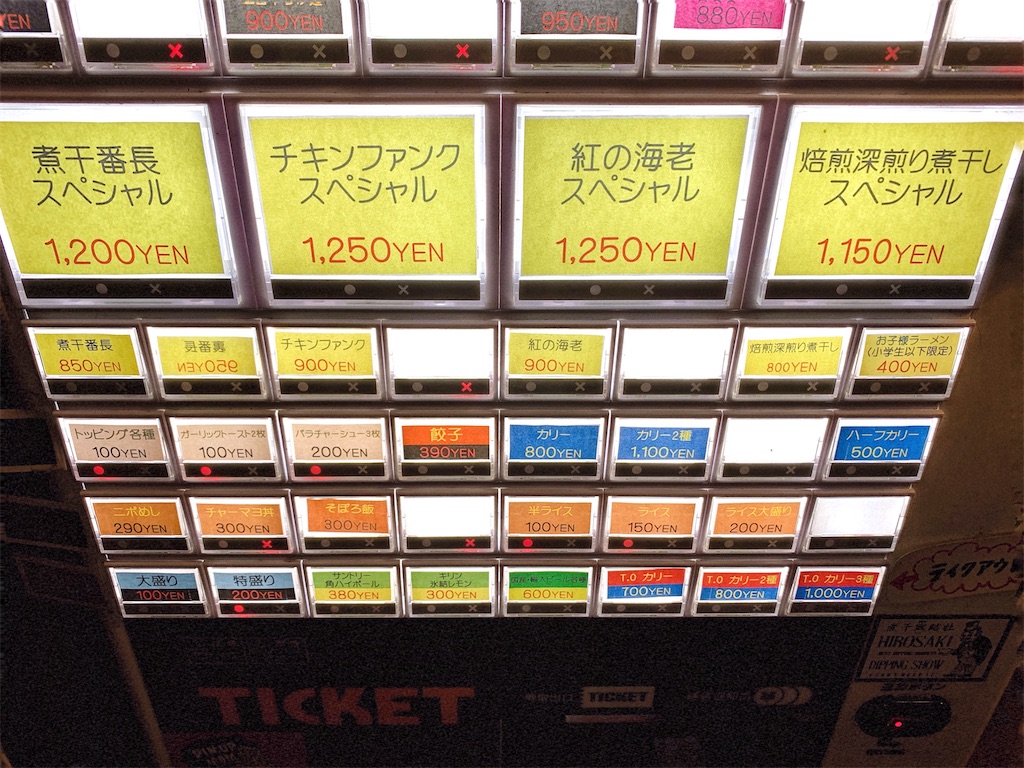 YEN
900YEN
950YEN
880YEN
煮干番長
スペシャル
1,200YEN
チキンファンク
スペシャル
1,250YEN
紅の海老
スペシャル
1,250YEN
焙煎深煎り煮干し
スペシャル
1,150YEN
煮干番長
850YEN
裏番長
950YEN
チキンファンク
900YEN
紅の海老
900YEN
焙煎深煎り煮干し
800YEN
お子様ラーメン
(小学生以下限定)
400YEN
トッピング各種
100YEN
ガーリックトースト2枚
100YEN
バラチャーシュー3枚
200YEN
餃子
390YEN
カリー
800YEN
カリー2種
1,100YEN
ハーフカリー
500YEN
ニボめし
290YEN
チャーマヨ丼
300YEN
そぼろ飯
300YEN
半ライス
100YEN
ライス
150YEN
ライス大盛り
200YEN
大盛り
100YEN
特盛り
200YEN
サントリー
角ハイボール
380YEN
キリン
氷結レモン
300YEN
600YEN
T.O カリー
700YEN
T.O カリー2種
800YEN
T.O カリー3種
1,000YEN
テイクアウ
煮干結社
HIROSAKI
DIPPING SHOW
TICKET
TICKET